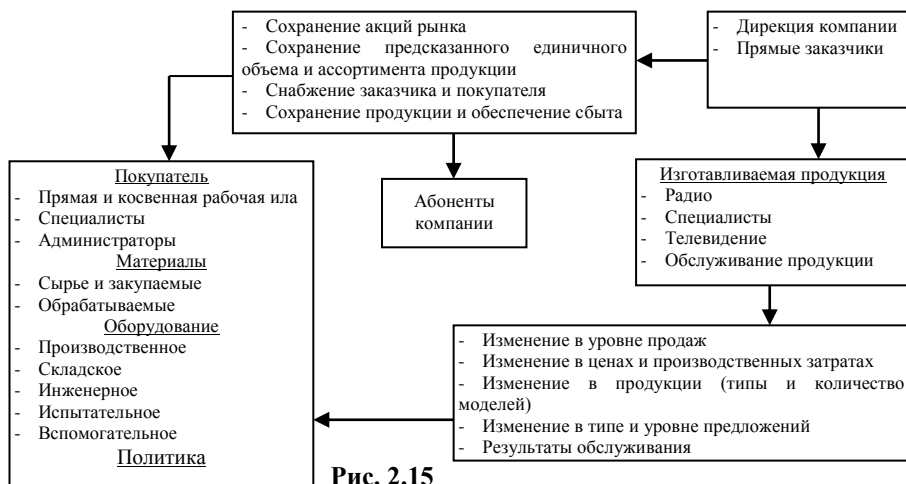 - Сохранение акций рынка
- Сохранение предсказанного единичного
объема и ассортимента продукции
- Снабжение заказчика и покупателя
- Сохранение продукции и обеспечение сбыта
- Дирекция компании
- Прямые заказчики
Покупатель
- Прямая и косвенная рабочая ила
- Специалисты
- Администраторы
Материалы
- Сырье и закупаемые
- Обрабатываемые
Оборудование
- Производственное
- Складское
- Инженерное
- Испытательное
- Вспомогательное
Политика
Абоненты
компании
Изготавливаемая продукция
- Радио
- Специалисты
- Телевидение
- Обслуживание продукции
- Изменение в уровне продаж
- Изменение в ценах и производственных затратах
- Изменение в продукции (типы и количество
моделей)
- Изменение в типе и уровне предложений
- Результаты обслуживания
Рис. 2.15